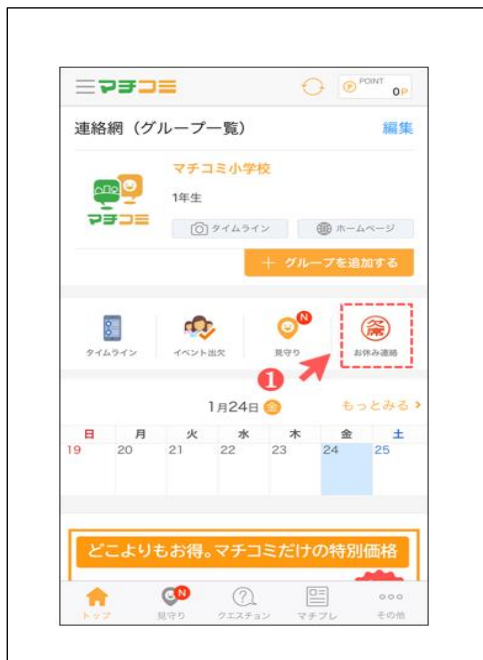 マチコミ
POINT
0P
連絡網（グループ一覧） 編集
マチコミ小学校
1年生
マチコミ
タイムライン ホームページ
＋ グループを追加する
N
欠席
タイムライン イベント出欠 見守り お休み連絡
1
1月24日 金 もっとみる >
日 月 火 水 木 金 土
19 20 21 22 23 24 25
どこよりもお得。マチコミだけの特別価格
N
トップ 見守り クエスチョン マチプレ その他